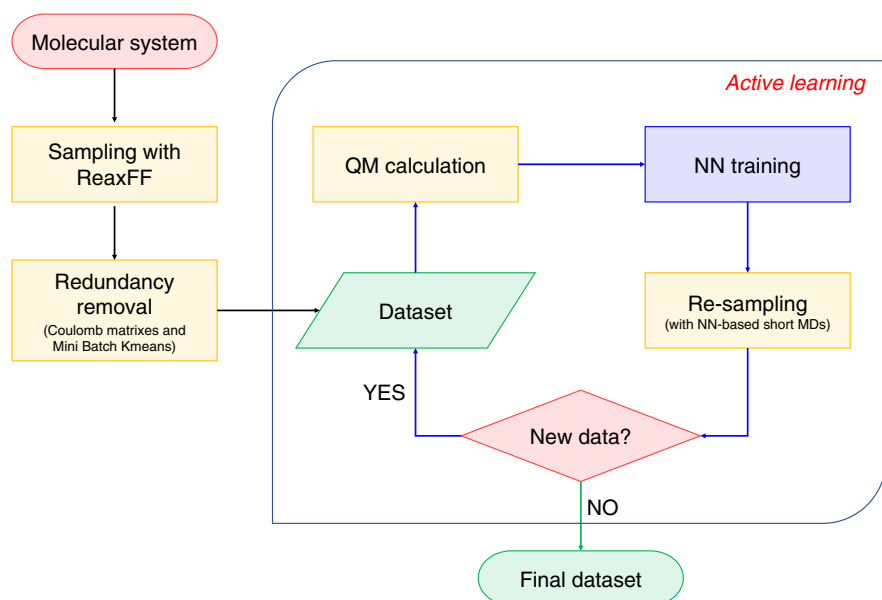 Molecular system
Active learning
Sampling with
ReaxFF
QM calculation
NN training
Redundancy
removal
(Coulomb matrixes and
Mini Batch Kmeans)
Dataset
Re-sampling
(with NN-based short MDs)
YES
New data?
NO
Final dataset